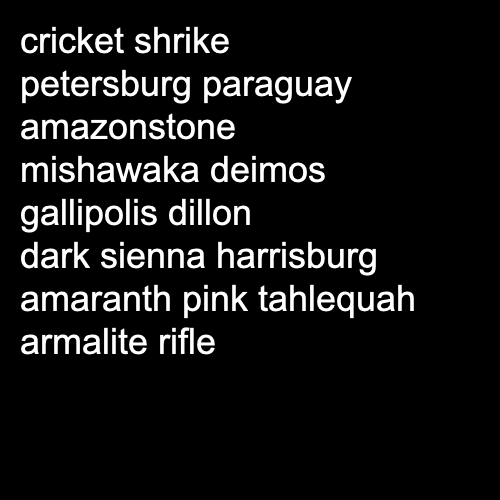 cricket shrike
petersburg paraguay
amazonstone
mishawaka deimos
gallipolis dillon
dark sienna harrisburg
amaranth pink tahlequah
armalite rifle